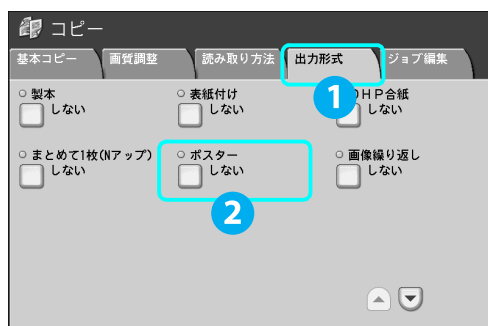 コピー
基本コピー 画質調整 読み取り方法 出力形式 ジョブ編集
製本 表紙付け HP合紙
しない しない しない
1
まとめて1枚(Nアップ) ポスター 画像繰り返し
しない しない しない
2